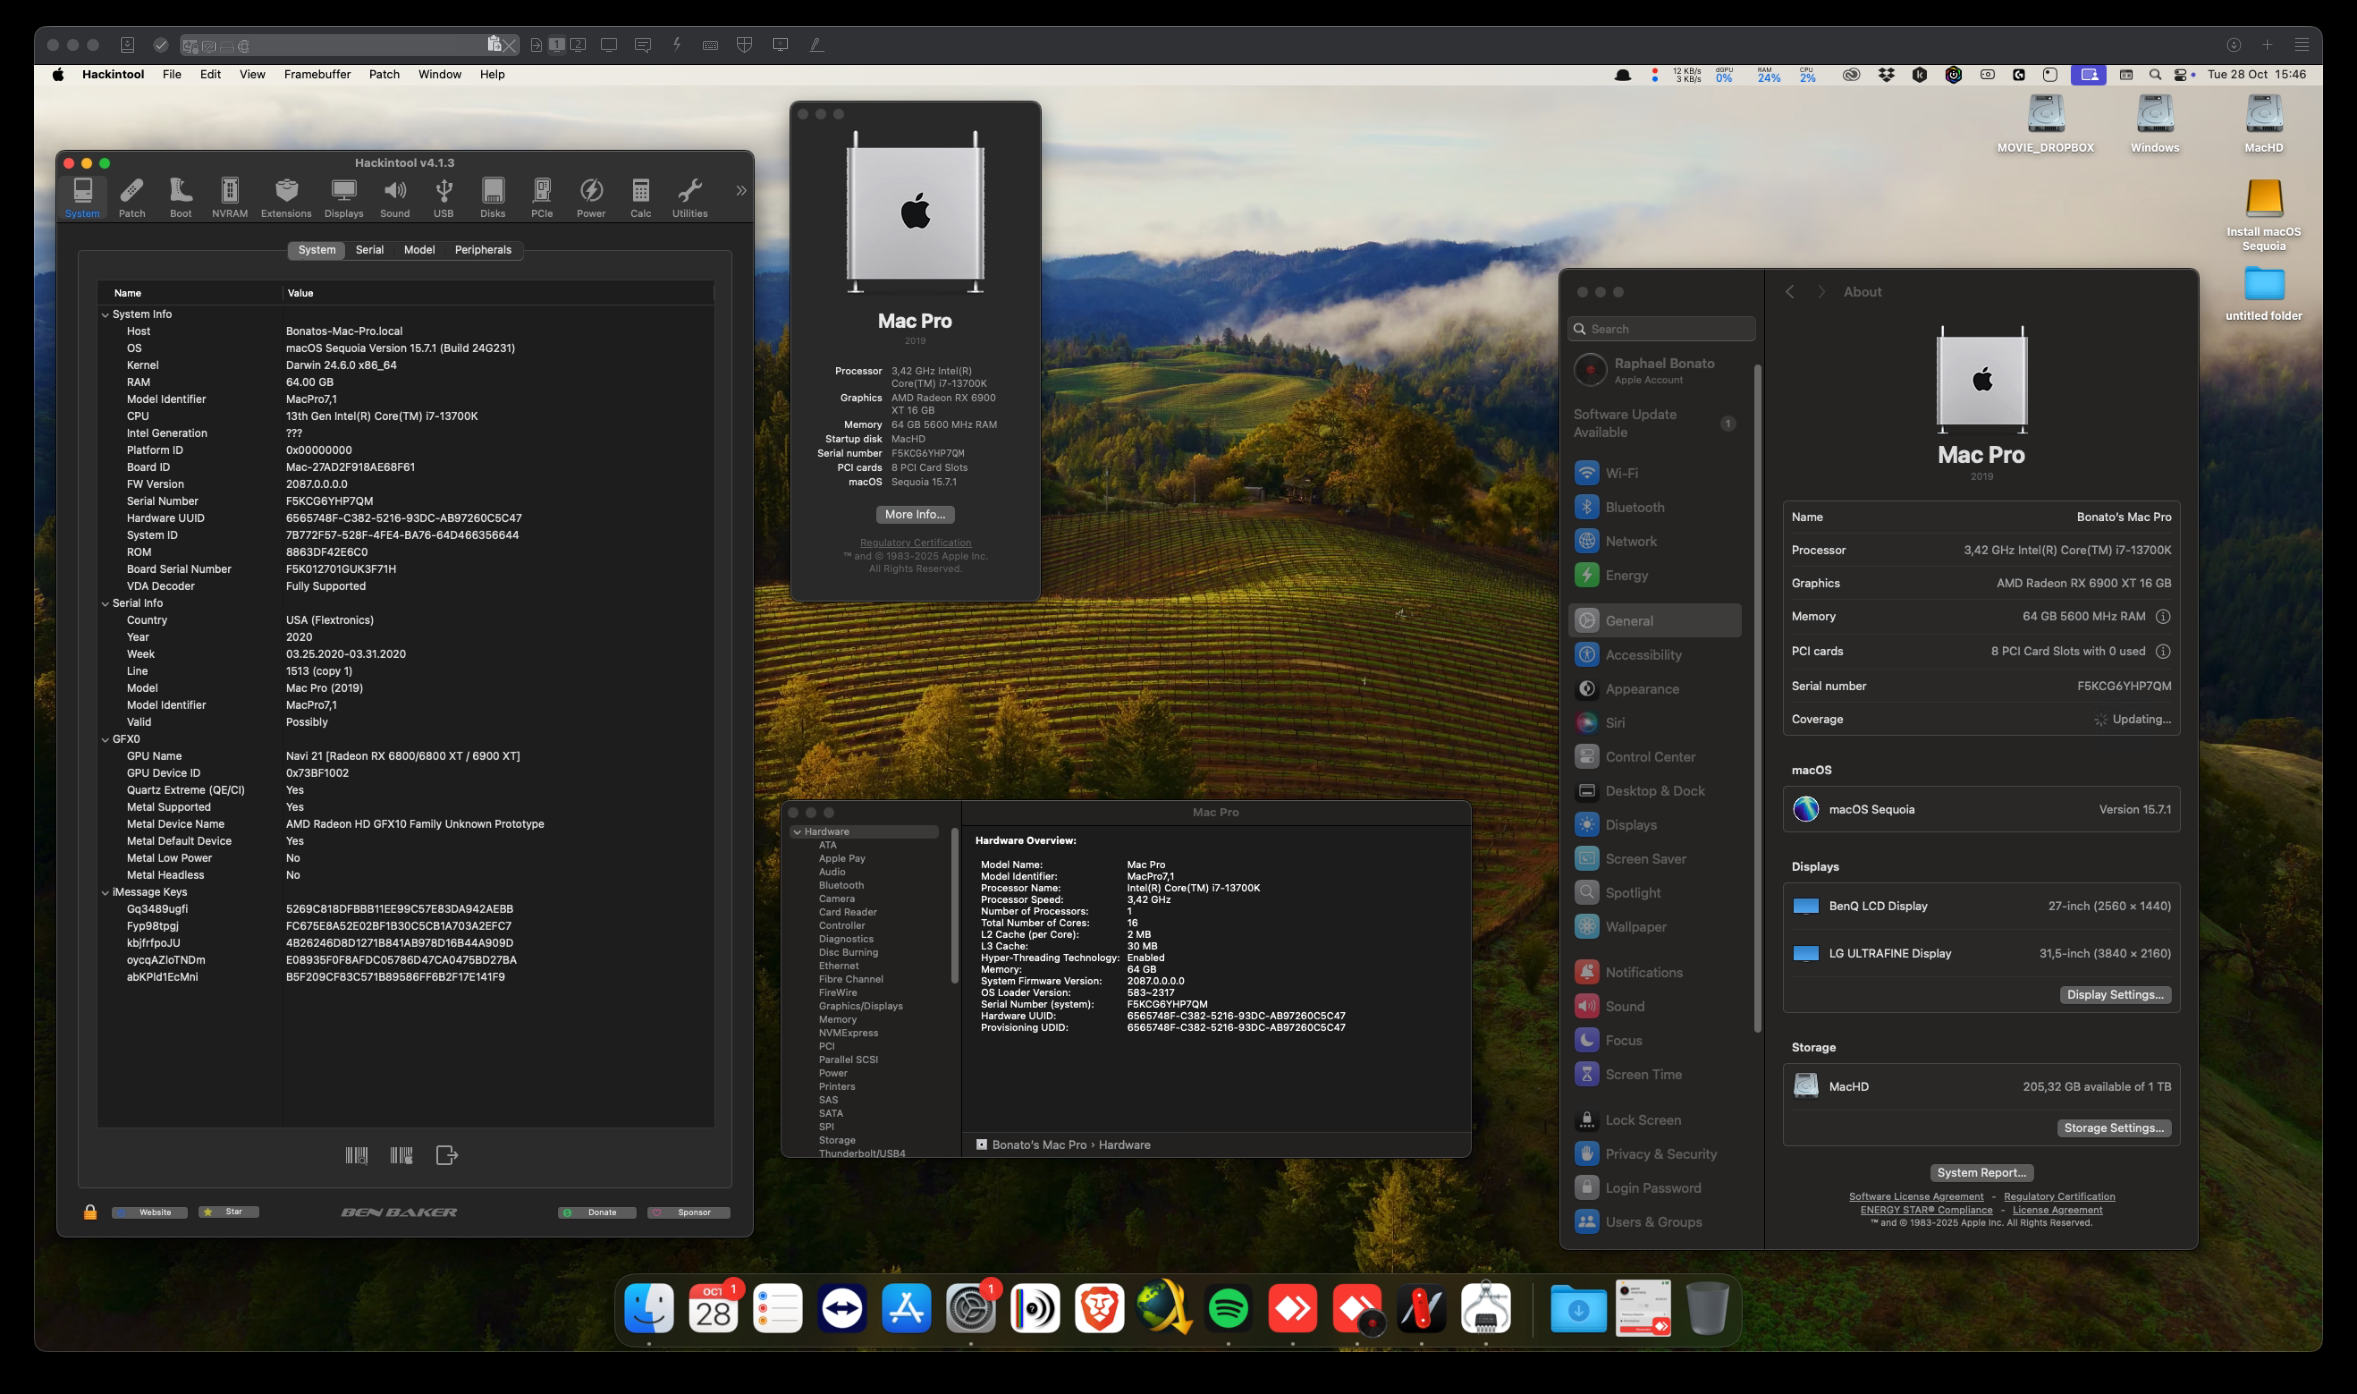 1 2
Hackintool File Edit View Framebuffer Patch Window Help
12 KB/s
3 KB/s
dGPU
0%
RAM
24%
CPU
2%
Tue 28 Oct 15:46
MOVIE_DROPBOX
Windows
MacHD
Install macOS
Sequoia
untitled folder
Hackintool v4.1.3
System Patch Boot NVRAM Extensions Displays Sound USB Disks PCIe Power Calc Utilities
System Serial Model Peripherals
Name Value
System Info
Host Bonatos-Mac-Pro.local
OS macOS Sequoia Version 15.7.1 (Build 24G231)
Kernel Darwin 24.6.0 x86_64
RAM 64.00 GB
Model Identifier MacPro7,1
CPU 13th Gen Intel(R) Core(TM) i7-13700K
Intel Generation ???
Platform ID 0x00000000
Board ID Mac-27AD2F918AE68F61
FW Version 2087.0.0.0.0
Serial Number F5KCG6YHP7QM
Hardware UUID 6565748F-C382-5216-93DC-AB97260C5C47
System ID 7B772F57-528F-4FE4-BA76-64D466356644
ROM 8863DF42E6C0
Board Serial Number F5K012701GUK3F71H
VDA Decoder Fully Supported
Serial Info
Country USA (Flextronics)
Year 2020
Week 03.25.2020-03.31.2020
Line 1513 (copy 1)
Model Mac Pro (2019)
Model Identifier MacPro7,1
Valid Possibly
GFX0
GPU Name Navi 21 [Radeon RX 6800/6800 XT / 6900 XT]
GPU Device ID 0x73BF1002
Quartz Extreme (QE/CI) Yes
Metal Supported Yes
Metal Device Name AMD Radeon HD GFX10 Family Unknown Prototype
Metal Default Device Yes
Metal Low Power No
Metal Headless No
iMessage Keys
Gq3489ugfi 5269C818DFBBB11EE99C57E83DA942AEBB
Fyp98tpgj FC675E8A52E02BF1B30C5CB1A703A2EFC7
kbjfrfpoJU 4B26246D8D1271B841AB978D16B44A909D
oycqAZloTNDm E08935F0F8AFDC05786D47CA0475BD27BA
abKPld1EcMni B5F209CF83C571B89586FF6B2F17E141F9
Website Star BEN BAKER Donate Sponsor
Mac Pro
2019
Processor 3,42 GHz Intel(R)
Core(TM) i7-13700K
Graphics AMD Radeon RX 6900
XT 16 GB
Memory 64 GB 5600 MHz RAM
Startup disk MacHD
Serial number F5KCG6YHP7QM
PCI cards 8 PCI Card Slots
macOS Sequoia 15.7.1
More Info...
Regulatory Certification
™ and © 1983-2025 Apple Inc.
All Rights Reserved.
Mac Pro
Hardware
ATA
Apple Pay
Audio
Bluetooth
Camera
Card Reader
Controller
Diagnostics
Disc Burning
Ethernet
Fibre Channel
FireWire
Graphics/Displays
Memory
NVMExpress
PCI
Parallel SCSI
Power
Printers
SAS
SATA
SPI
Storage
Thunderbolt/USB4
Hardware Overview:
Model Name: Mac Pro
Model Identifier: MacPro7,1
Processor Name: Intel(R) Core(TM) i7-13700K
Processor Speed: 3,42 GHz
Number of Processors: 1
Total Number of Cores: 16
L2 Cache (per Core): 2 MB
L3 Cache: 30 MB
Hyper-Threading Technology: Enabled
Memory: 64 GB
System Firmware Version: 2087.0.0.0.0
OS Loader Version: 583~2317
Serial Number (system): F5KCG6YHP7QM
Hardware UUID: 6565748F-C382-5216-93DC-AB97260C5C47
Provisioning UDID: 6565748F-C382-5216-93DC-AB97260C5C47
Bonato's Mac Pro › Hardware
Search
Raphael Bonato
Apple Account
Software Update
Available 1
Wi-Fi
Bluetooth
Network
Energy
General
Accessibility
Appearance
Siri
Control Center
Desktop & Dock
Displays
Screen Saver
Spotlight
Wallpaper
Notifications
Sound
Focus
Screen Time
Lock Screen
Privacy & Security
Login Password
Users & Groups
About
Mac Pro
2019
Name Bonato's Mac Pro
Processor 3,42 GHz Intel(R) Core(TM) i7-13700K
Graphics AMD Radeon RX 6900 XT 16 GB
Memory 64 GB 5600 MHz RAM
PCI cards 8 PCI Card Slots with 0 used
Serial number F5KCG6YHP7QM
Coverage Updating...
macOS
macOS Sequoia Version 15.7.1
Displays
BenQ LCD Display 27-inch (2560 × 1440)
LG ULTRAFINE Display 31,5-inch (3840 × 2160)
Display Settings...
Storage
MacHD 205,32 GB available of 1 TB
Storage Settings...
System Report...
Software License Agreement - Regulatory Certification
ENERGY STAR® Compliance - License Agreement
™ and © 1983-2025 Apple Inc. All Rights Reserved.
OCT 1
28
1